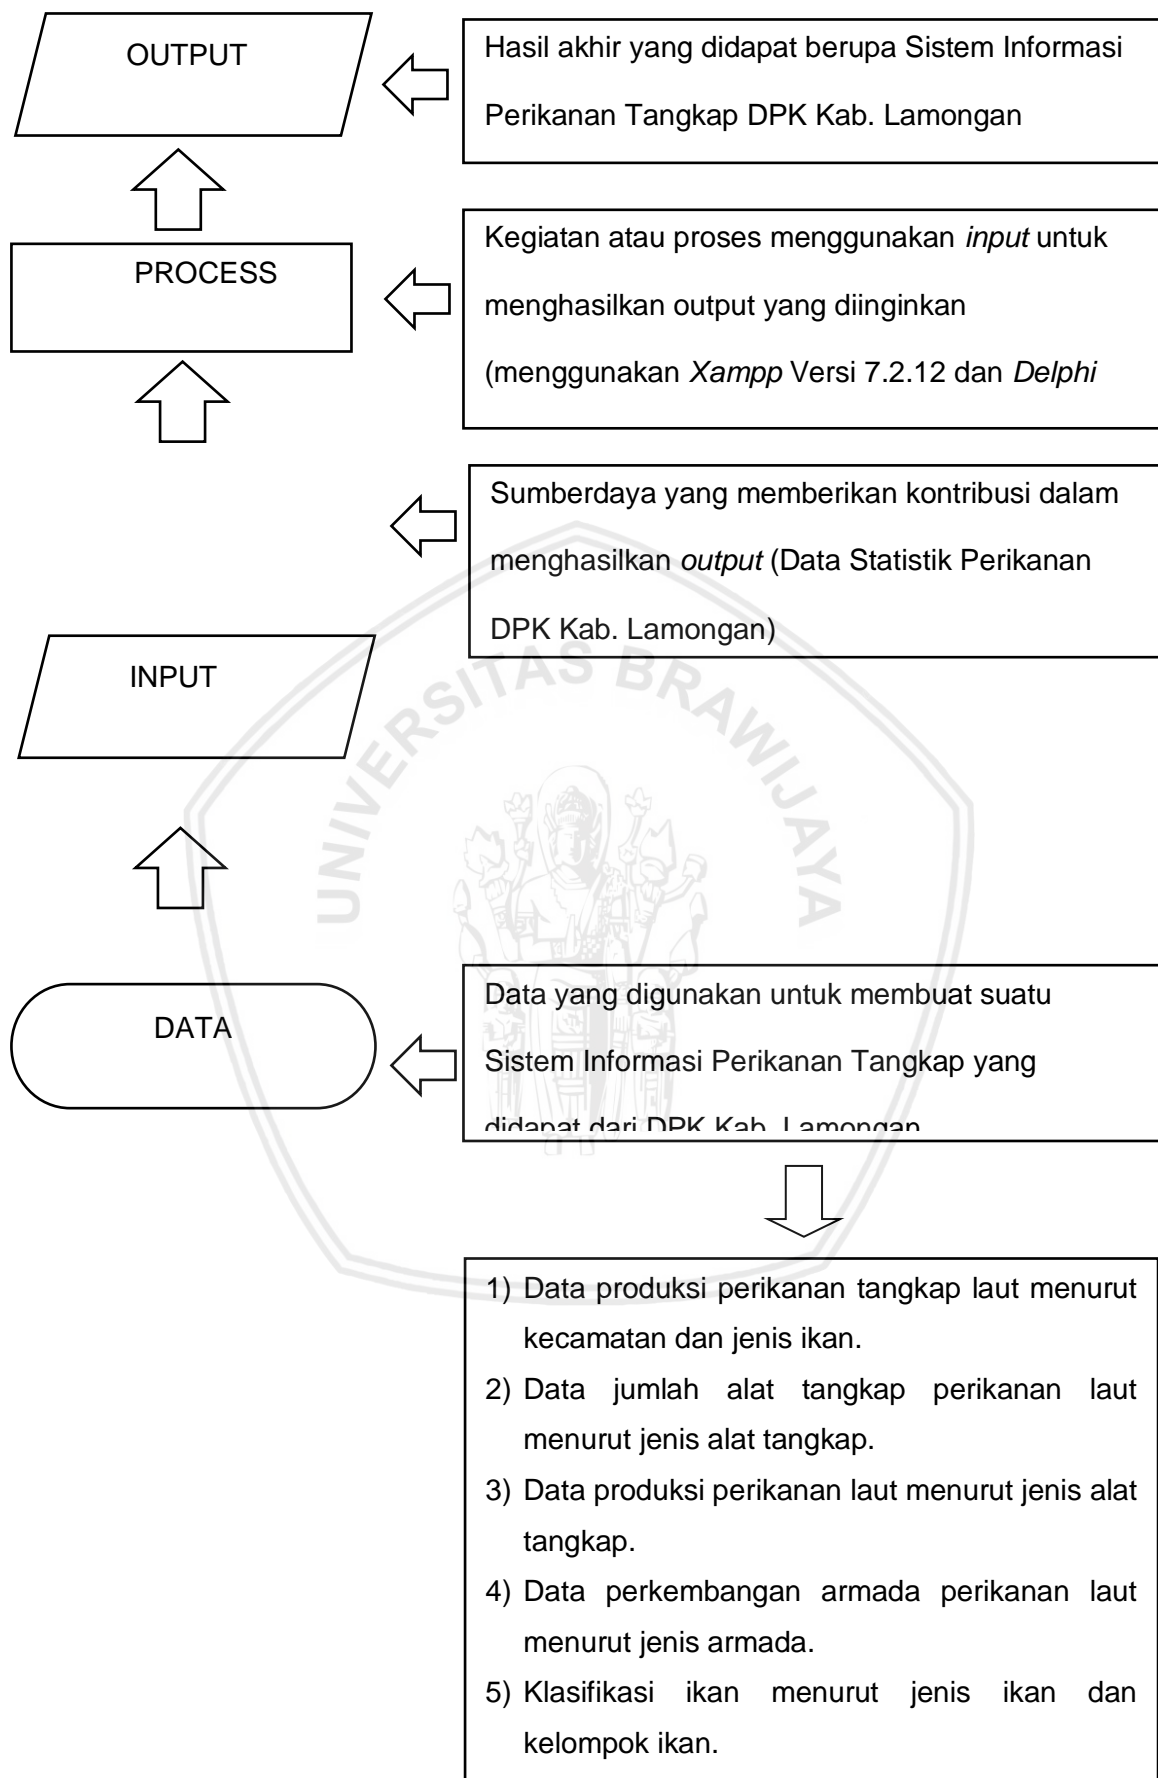 OUTPUT
Hasil akhir yang didapat berupa Sistem Informasi
Perikanan Tangkap DPK Kab. Lamongan
PROCESS
Kegiatan atau proses menggunakan input untuk
menghasilkan output yang diinginkan
(menggunakan Xampp Versi 7.2.12 dan Delphi
Sumberdaya yang memberikan kontribusi dalam
menghasilkan output (Data Statistik Perikanan
DPK Kab. Lamongan)
INPUT
UNIVERSITAS BRAWIJAYA
DATA
Data yang digunakan untuk membuat suatu
Sistem Informasi Perikanan Tangkap yang
didapat dari DPK Kab. Lamongan
1) Data produksi perikanan tangkap laut menurut
kecamatan dan jenis ikan.
2) Data jumlah alat tangkap perikanan laut
menurut jenis alat tangkap.
3) Data produksi perikanan laut menurut jenis alat
tangkap.
4) Data perkembangan armada perikanan laut
menurut jenis armada.
5) Klasifikasi ikan menurut jenis ikan dan
kelompok ikan.